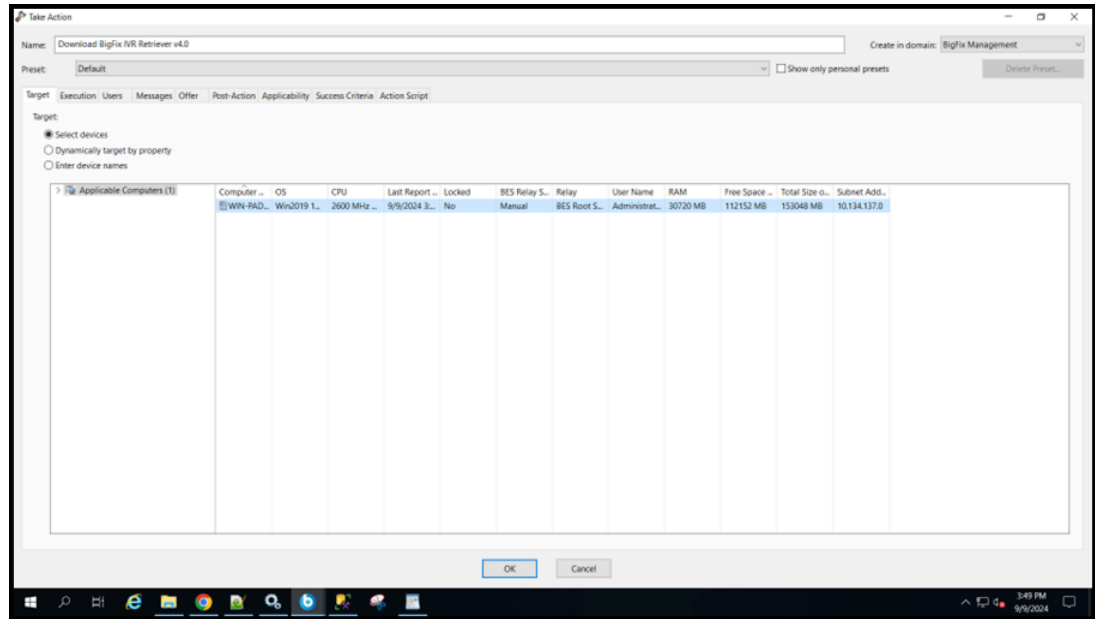 Take Action
Name: Download BigFix IVR Retriever v4.0 Create in domain: BigFix Management
Preset: Default Show only personal presets Delete Preset...
Target Execution Users Messages Offer Post-Action Applicability Success Criteria Action Script
Target:
Select devices
Dynamically target by property
Enter device names
Applicable Computers (1) Computer ... OS CPU Last Report ... Locked BES Relay S... Relay User Name RAM Free Space ... Total Size o... Subnet Add...
WIN-PAD... Win2019 1... 2600 MHz ... 9/9/2024 3:... No Manual BES Root S... Administrat... 30720 MB 112152 MB 153048 MB 10.134.137.0
OK Cancel
3:49 PM
9/9/2024